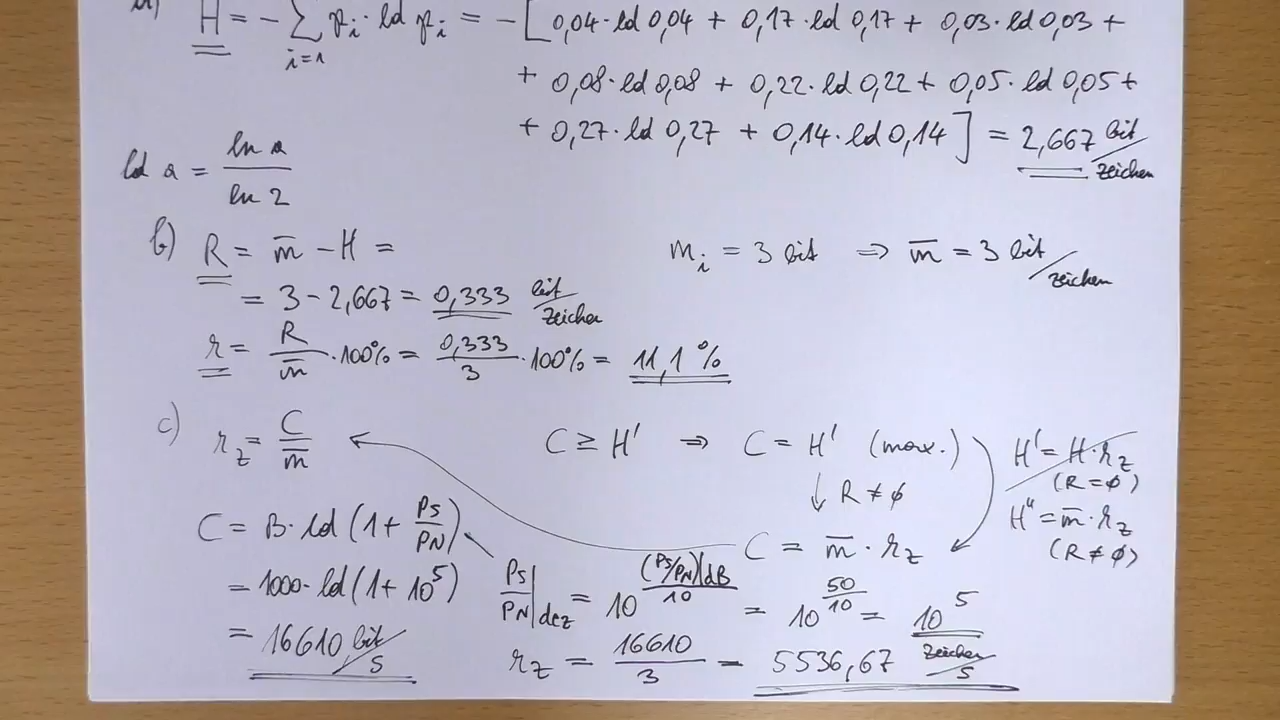 a) H = - ∑ᵢ₌₁ pᵢ · ld pᵢ = - [ 0,04 · ld 0,04 + 0,17 · ld 0,17 + 0,03 · ld 0,03 +
+ 0,08 · ld 0,08 + 0,22 · ld 0,22 + 0,05 · ld 0,05 +
+ 0,27 · ld 0,27 + 0,14 · ld 0,14 ] = 2,667 bit/zeichen
ld a = ln a / ln 2
b) R = m̅ - H =
mᵢ = 3 bit ⇒ m̅ = 3 bit/zeichen
= 3 - 2,667 = 0,333 bit/zeichen
r = R/m̅ · 100% = 0,333/3 · 100% = 11,1 %
c) r_z = C/m̅
C ≥ H' ⇒ C = H' (max.)
H' = H · r_z
(R = ϕ)
↓ R ≠ ϕ
H" = m̅ · r_z
(R ≠ ϕ)
C = m̅ · r_z
C = B · ld (1 + PS/PN)
= 1000 · ld (1 + 10⁵)
PS/PN |dez = 10^((PS/PN)|dB / 10) = 10^(50/10) = 10⁵
= 16610 bit/s
r_z = 16610/3 = 5536,67 zeichen/s